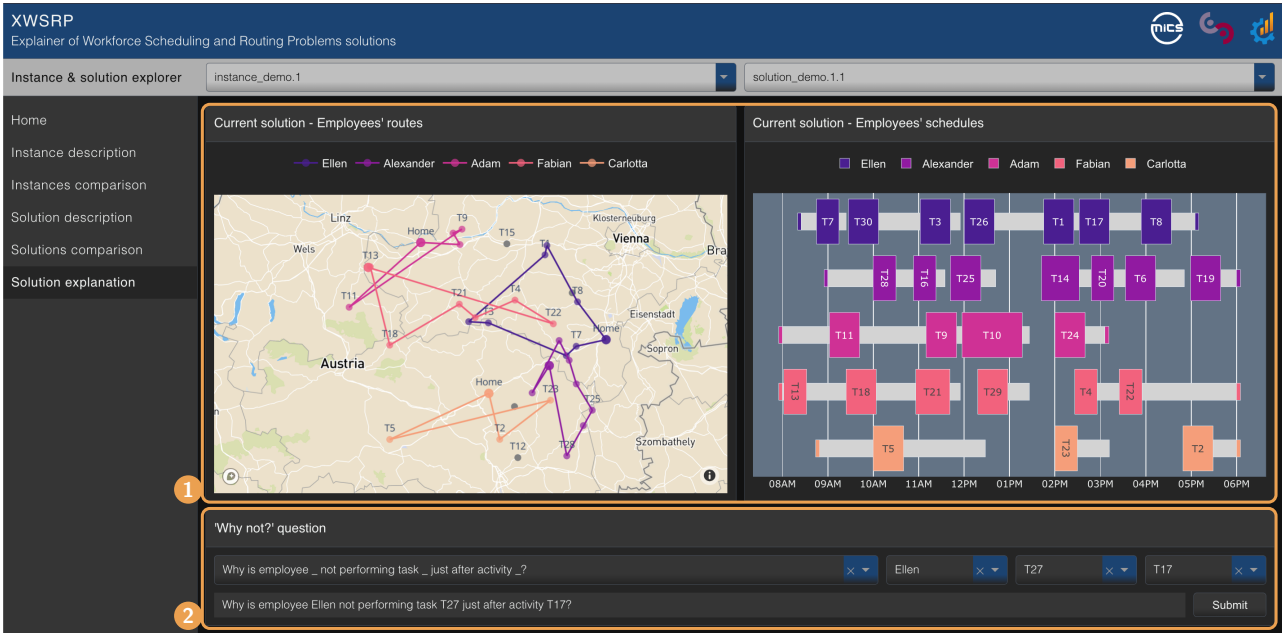 XWSRP
Explainer of Workforce Scheduling and Routing Problems solutions
mics
Instance & solution explorer
instance_demo.1
solution_demo.1.1
Home
Instance description
Instances comparison
Solution description
Solutions comparison
Solution explanation
Current solution - Employees' routes
Ellen Alexander Adam Fabian Carlotta
Linz
T9
T15
Klosterneuburg
Home
Vienna
Wels
Bra
T13
T11
T21
T4
T8
T3
T22
Eisenstadt
T18
T7
Home
Sopron
Austria
Home
T23
T25
T5
T2
T12
T28
Szombathely
Current solution - Employees' schedules
Ellen Alexander Adam Fabian Carlotta
T7 T30 T3 T26 T1 T17 T8
T28 T16 T25 T14 T20 T6 T19
T11 T9 T10 T24
T13 T18 T21 T29 T4 T22
T5 T23 T2
08AM 09AM 10AM 11AM 12PM 01PM 02PM 03PM 04PM 05PM 06PM
1
'Why not?' question
Why is employee _ not performing task _ just after activity _?
Ellen
T27
T17
Why is employee Ellen not performing task T27 just after activity T17?
Submit
2